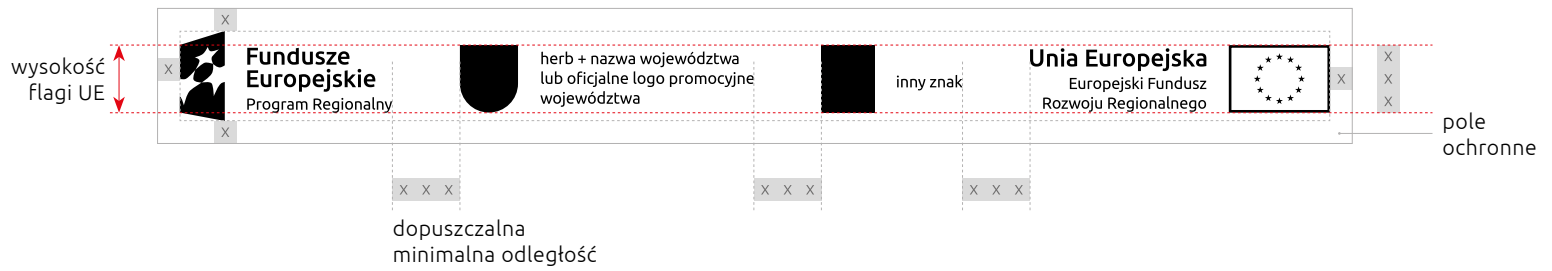 X
wysokość
flagi UE
X
Fundusze
Europejskie
Program Regionalny
herb + nazwa województwa
lub oficjalne logo promocyjne
województwa
inny znak
Unia Europejska
Europejski Fundusz
Rozwoju Regionalnego
X
X
X
X
X
pole
ochronne
X X X
X X X
X X X
dopuszczalna
minimalna odległość